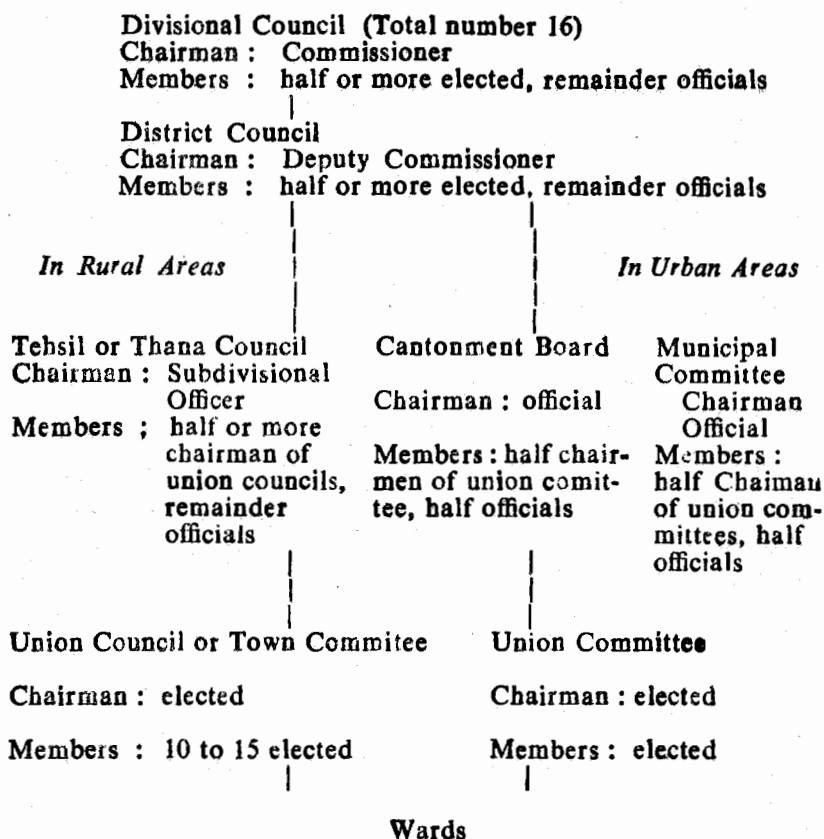 Divisional Council (Total number 16)
Chairman : Commissioner
Members : half or more elected, remainder officials
District Council
Chairman : Deputy Commissioner
Members : half or more elected, remainder officials
In Rural Areas
In Urban Areas
Tehsil or Thana Council
Chairman : Subdivisional
Officer
Members ; half or more
chairman of
union councils,
remainder
officials
Cantonment Board
Chairman : official
Members : half chair-
men of union comit-
tee, half officials
Municipal
Committee
Chairman
Official
Members :
half Chaiman
of union com-
mittees, half
officials
Union Council or Town Commitee
Chairman : elected
Members : 10 to 15 elected
Union Committee
Chairman : elected
Members : elected
Wards